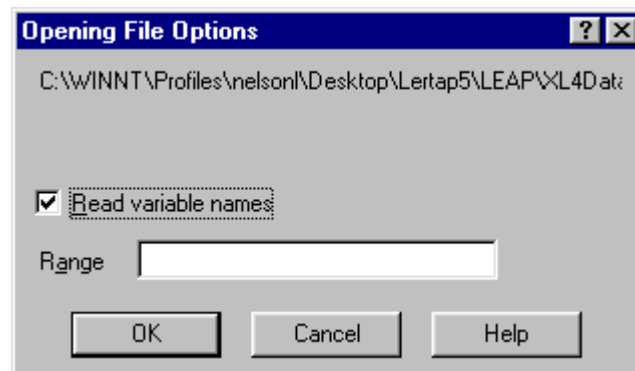 Opening File Options
C:\WINNT\Profiles\nelsonl\Desktop\Lertap5\LEAP\XL4Data
Read variable names
Range
OK Cancel Help